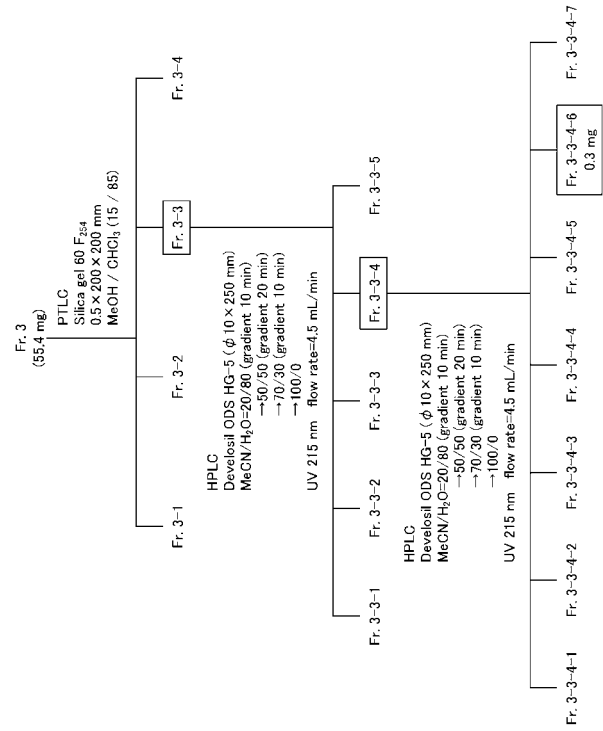 Fr. 3
(55.4 mg)
PTLC
Silica gel 60 F254
0.5×200×200 mm
MeOH / CHCl3 (15 / 85)
Fr. 3-1
Fr. 3-2
Fr. 3-3
Fr. 3-4
HPLC
Develosil ODS HG-5 (φ10×250 mm)
MeCN/H2O=20/80 (gradient 10 min)
→50/50 (gradient 20 min)
→70/30 (gradient 10 min)
→100/0
UV 215 nm flow rate=4.5 mL/min
Fr. 3-3-1
Fr. 3-3-2
Fr. 3-3-3
Fr. 3-3-4
Fr. 3-3-5
HPLC
Develosil ODS HG-5 (φ10×250 mm)
MeCN/H2O=20/80 (gradient 10 min)
→50/50 (gradient 20 min)
→70/30 (gradient 10 min)
→100/0
UV 215 nm flow rate=4.5 mL/min
Fr. 3-3-4-1
Fr. 3-3-4-2
Fr. 3-3-4-3
Fr. 3-3-4-4
Fr. 3-3-4-5
Fr. 3-3-4-6
0.3 mg
Fr. 3-3-4-7